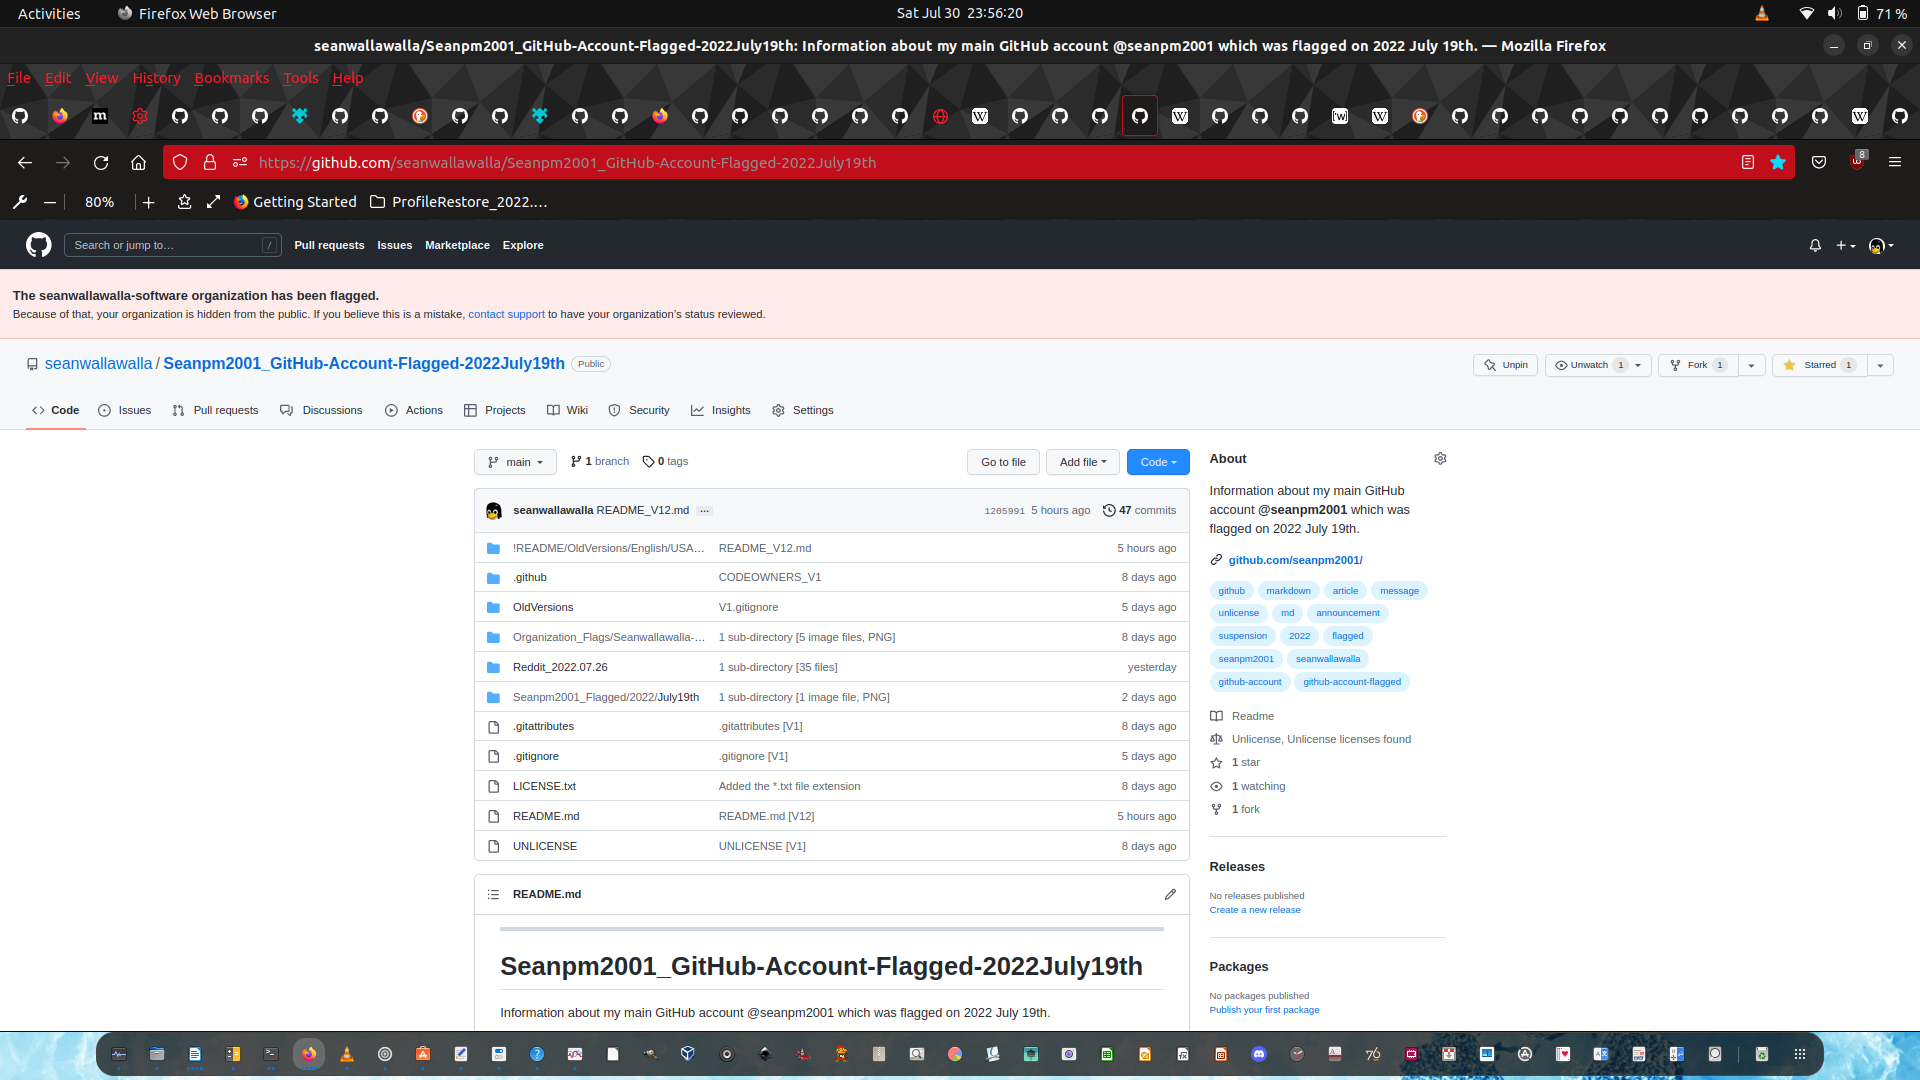 Activities Firefox Web Browser Sat Jul 30 23:56:20 71 %
seanwallawalla/Seanpm2001_GitHub-Account-Flagged-2022July19th: Information about my main GitHub account @seanpm2001 which was flagged on 2022 July 19th. — Mozilla Firefox
File Edit View History Bookmarks Tools Help
https://github.com/seanwallawalla/Seanpm2001_GitHub-Account-Flagged-2022July19th 8
80% Getting Started ProfileRestore_2022....
Search or jump to... / Pull requests Issues Marketplace Explore
The seanwallawalla-software organization has been flagged.
Because of that, your organization is hidden from the public. If you believe this is a mistake, contact support to have your organization's status reviewed.
seanwallawalla / Seanpm2001_GitHub-Account-Flagged-2022July19th Public Unpin Unwatch 1 Fork 1 Starred 1
Code Issues Pull requests Discussions Actions Projects Wiki Security Insights Settings
main 1 branch 0 tags Go to file Add file Code
seanwallawalla README_V12.md ... 1205991 5 hours ago 47 commits
!README/OldVersions/English/USA... README_V12.md 5 hours ago
.github CODEOWNERS_V1 8 days ago
OldVersions V1.gitignore 5 days ago
Organization_Flags/Seanwallawalla-... 1 sub-directory [5 image files, PNG] 8 days ago
Reddit_2022.07.26 1 sub-directory [35 files] yesterday
Seanpm2001_Flagged/2022/July19th 1 sub-directory [1 image file, PNG] 2 days ago
.gitattributes .gitattributes [V1] 8 days ago
.gitignore .gitignore [V1] 5 days ago
LICENSE.txt Added the *.txt file extension 8 days ago
README.md README.md [V12] 5 hours ago
UNLICENSE UNLICENSE [V1] 8 days ago
README.md
Seanpm2001_GitHub-Account-Flagged-2022July19th
Information about my main GitHub account @seanpm2001 which was flagged on 2022 July 19th.
About
Information about my main GitHub
account @seanpm2001 which was
flagged on 2022 July 19th.
github.com/seanpm2001/
github markdown article message
unlicense md announcement
suspension 2022 flagged
seanpm2001 seanwallawalla
github-account github-account-flagged
Readme
Unlicense, Unlicense licenses found
1 star
1 watching
1 fork
Releases
No releases published
Create a new release
Packages
No packages published
Publish your first package